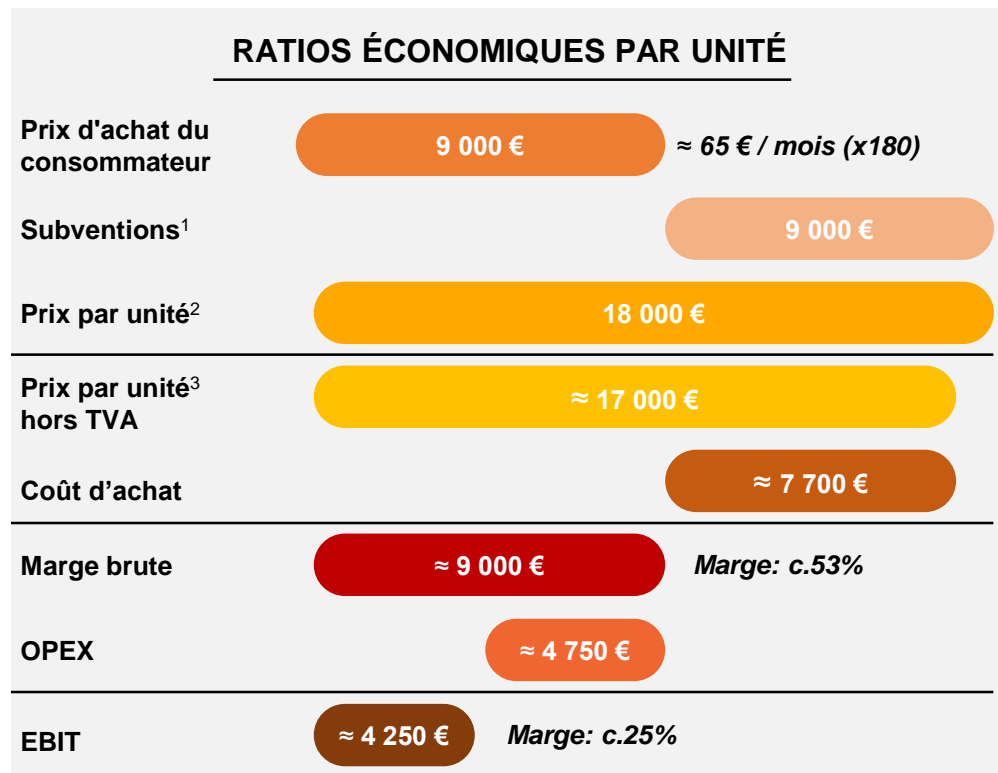 RATIOS ÉCONOMIQUES PAR UNITÉ
Prix d'achat du
consommateur
9 000 €
≈ 65 € / mois (x180)
Subventions¹
9 000 €
Prix par unité²
18 000 €
Prix par unité³
hors TVA
≈ 17 000 €
Coût d’achat
≈ 7 700 €
Marge brute
≈ 9 000 €
Marge: c.53%
OPEX
≈ 4 750 €
EBIT
≈ 4 250 €
Marge: c.25%